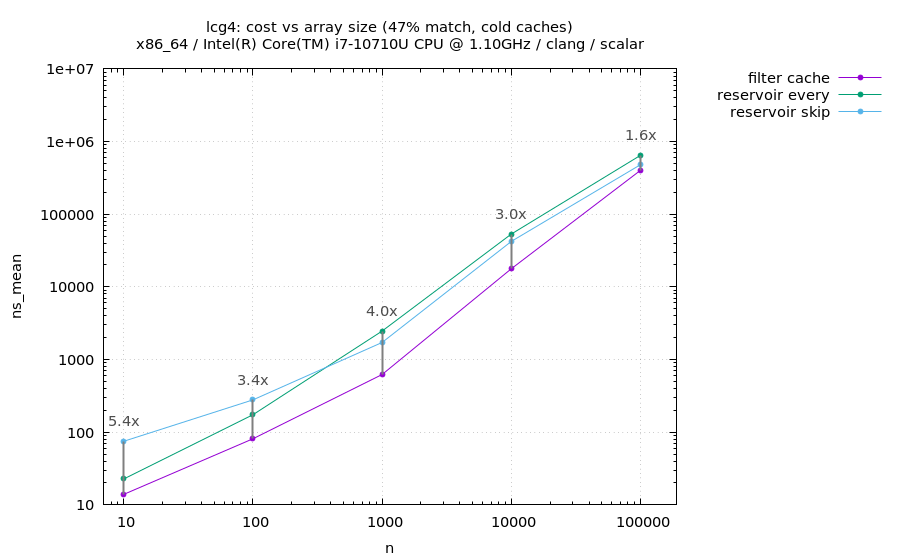 lcg4: cost vs array size (47% match, cold caches)
x86_64 / Intel(R) Core(TM) i7-10710U CPU @ 1.10GHz / clang / scalar
filter cache
reservoir every
reservoir skip
1e+07
1e+06
100000
10000
1000
100
10
ns_mean
5.4x
3.4x
4.0x
3.0x
1.6x
10
100
1000
10000
100000
n